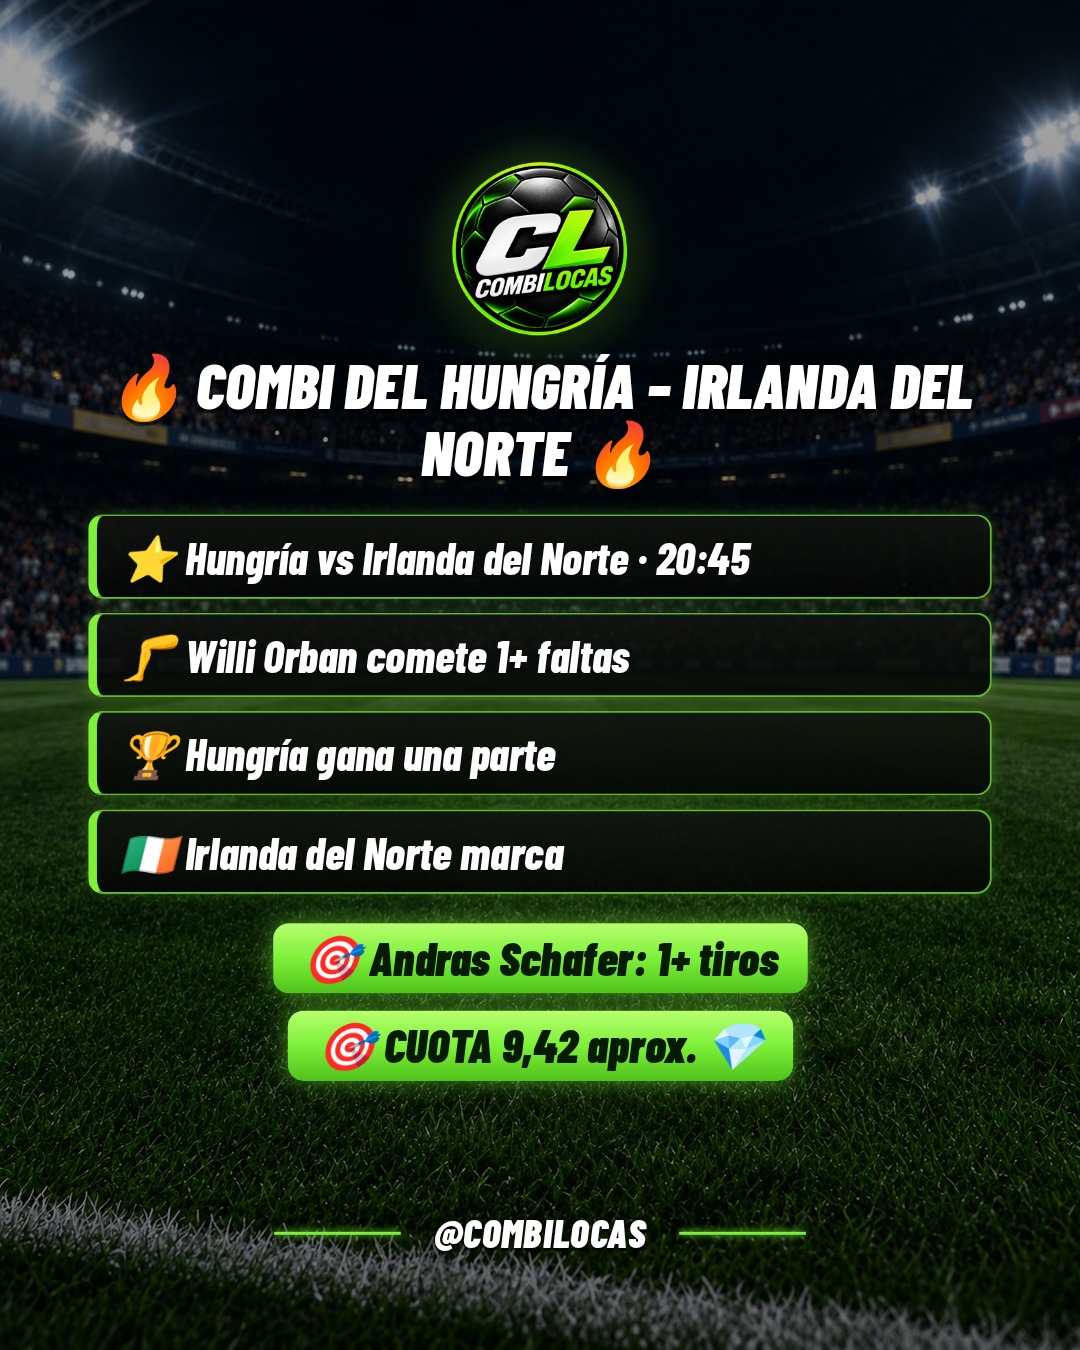 CL
COMBILOCAS
🔥 COMBI DEL HUNGRÍA – IRLANDA DEL
NORTE 🔥
⭐ Hungría vs Irlanda del Norte · 20:45
🦵 Willi Orban comete 1+ faltas
🏆 Hungría gana una parte
🇮🇪 Irlanda del Norte marca
🎯 Andras Schafer: 1+ tiros
🎯 CUOTA 9,42 aprox. 💎
@COMBILOCAS